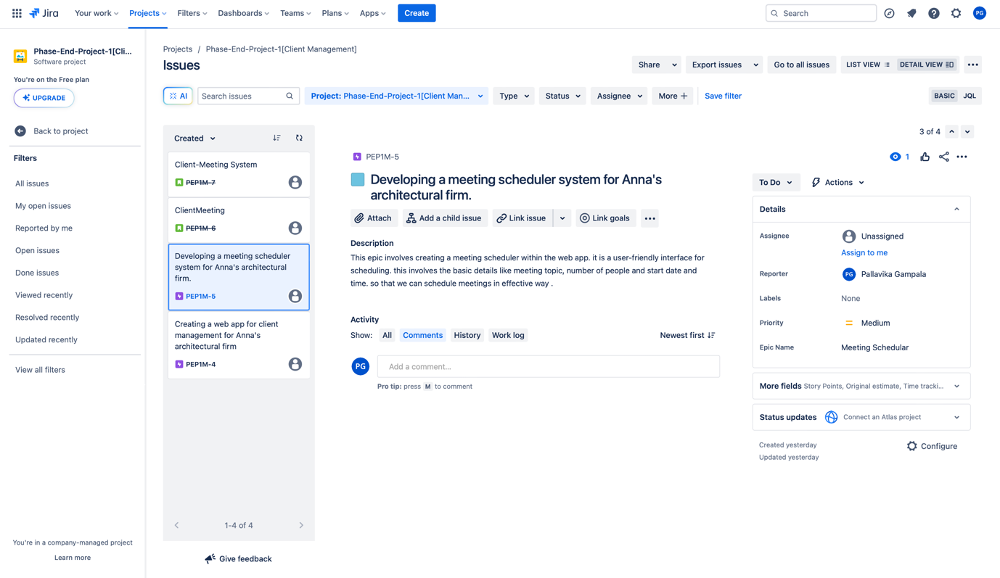 Jira
Your work
Projects
Filters
Dashboards
Teams
Plans
Apps
Create
Search
PG
Phase-End-Project-1[Cli...
Software project
You're on the Free plan
UPGRADE
Back to project
Filters
All issues
My open issues
Reported by me
Open issues
Done issues
Viewed recently
Resolved recently
Updated recently
View all filters
You're in a company-managed project
Learn more
Projects / Phase-End-Project-1[Client Management]
Issues
Share
Export issues
Go to all issues
LIST VIEW
DETAIL VIEW
AI
Search issues
Project: Phase-End-Project-1[Client Man...
Type
Status
Assignee
More
Save filter
BASIC
JQL
Created
Client-Meeting System
PEP1M-7
ClientMeeting
PEP1M-6
Developing a meeting scheduler
system for Anna's architectural
firm.
PEP1M-5
Creating a web app for client
management for Anna's
architectural firm
PEP1M-4
1-4 of 4
Give feedback
3 of 4
PEP1M-5
1
Developing a meeting scheduler system for Anna's
architectural firm.
Attach
Add a child issue
Link issue
Link goals
Description
This epic involves creating a meeting scheduler within the web app. it is a user-friendly interface for
scheduling. this involves the basic details like meeting topic, number of people and start date and
time. so that we can schedule meetings in effective way .
Activity
Show:
All
Comments
History
Work log
Newest first
PG
Add a comment...
Pro tip: press M to comment
To Do
Actions
Details
Assignee
Unassigned
Assign to me
Reporter
PG
Pallavika Gampala
Labels
None
Priority
Medium
Epic Name
Meeting Schedular
More fields Story Points, Original estimate, Time tracki...
Status updates
Connect an Atlas project
Created yesterday
Updated yesterday
Configure